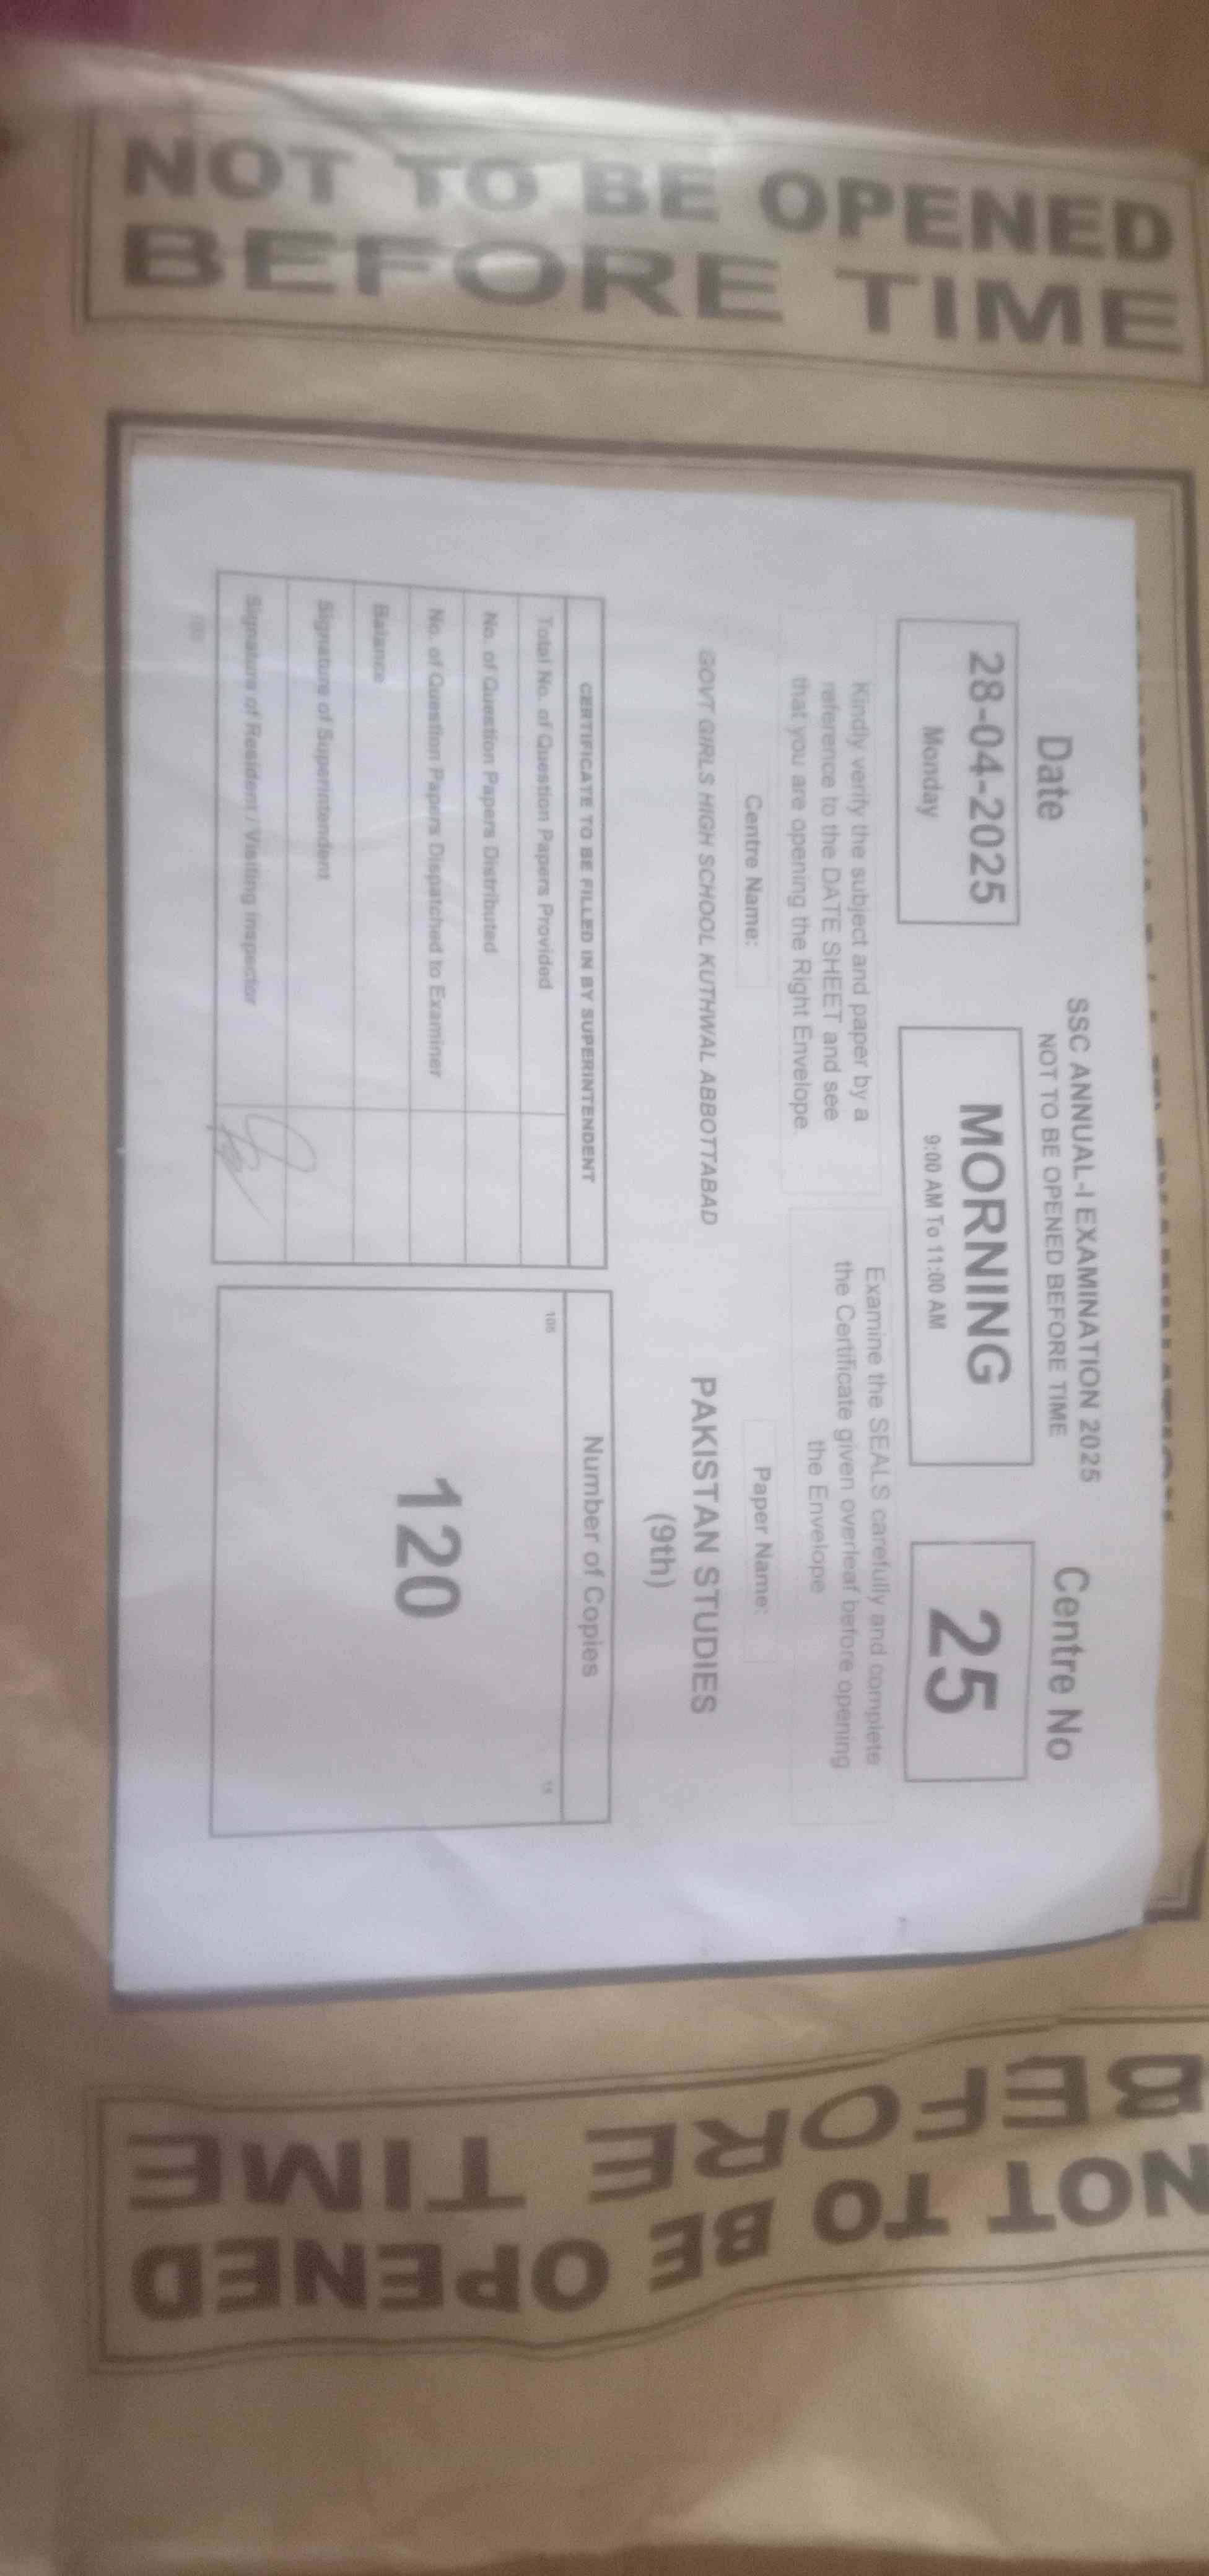 NOT TO BE OPENED
BEFORE TIME
SSC ANNUAL-I EXAMINATION 2025
NOT TO BE OPENED BEFORE TIME
Date
28-04-2025
Monday
MORNING
9:00 AM To 11:00 AM
Centre No
25
Kindly verify the subject and paper by a
reference to the DATE SHEET and see
that you are opening the Right Envelope.
Examine the SEALS carefully and complete
the Certificate given overleaf before opening
the Envelope
Centre Name:
GOVT GIRLS HIGH SCHOOL KUTHWAL ABBOTTABAD
Paper Name:
PAKISTAN STUDIES
(9th)
CERTIFICATE TO BE FILLED IN BY SUPERINTENDENT
Total No. of Question Papers Provided
No. of Question Papers Distributed
No. of Question Papers Dispatched to Examiner
Balance
Signature of Superintendent
Signature of Resident / Visiting Inspector
Number of Copies
120
NOT TO BE OPENED
BEFORE TIME